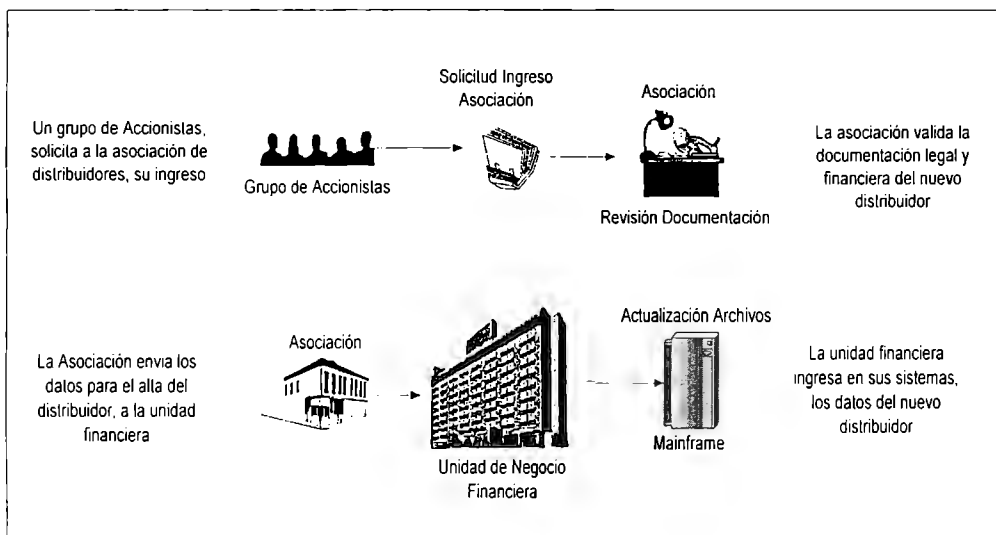 Solicitud Ingreso
Asociación
Un grupo de Accionistas,
solicita a la asociación de
distribuidores, su ingreso
Grupo de Accionistas
Asociación
Revisión Documentación
La asociación valida la
documentación legal y
financiera del nuevo
distribuidor
La Asociación envia los
datos para el alta del
distribuidor, a la unidad
financiera
Asociación
Unidad de Negocio
Financiera
Actualización Archivos
Mainframe
La unidad financiera
ingresa en sus sistemas,
los datos del nuevo
distribuidor